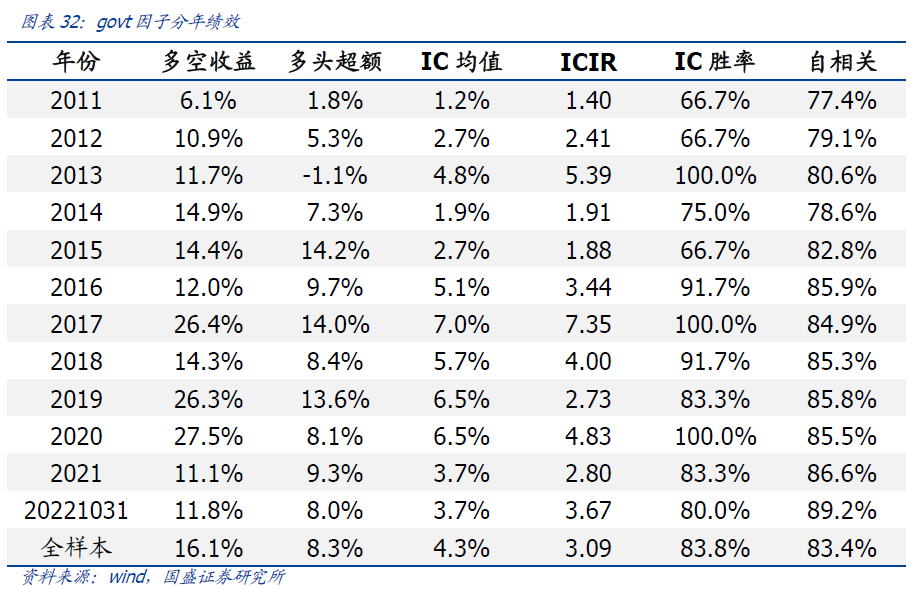 图表 32：govt 因子分年绩效
年份 多空收益 多头超额 IC 均值 ICIR IC 胜率 自相关
2011 6.1% 1.8% 1.2% 1.40 66.7% 77.4%
2012 10.9% 5.3% 2.7% 2.41 66.7% 79.1%
2013 11.7% -1.1% 4.8% 5.39 100.0% 80.6%
2014 14.9% 7.3% 1.9% 1.91 75.0% 78.6%
2015 14.4% 14.2% 2.7% 1.88 66.7% 82.8%
2016 12.0% 9.7% 5.1% 3.44 91.7% 85.9%
2017 26.4% 14.0% 7.0% 7.35 100.0% 84.9%
2018 14.3% 8.4% 5.7% 4.00 91.7% 85.3%
2019 26.3% 13.6% 6.5% 2.73 83.3% 85.8%
2020 27.5% 8.1% 6.5% 4.83 100.0% 85.5%
2021 11.1% 9.3% 3.7% 2.80 83.3% 86.6%
20221031 11.8% 8.0% 3.7% 3.67 80.0% 89.2%
全样本 16.1% 8.3% 4.3% 3.09 83.8% 83.4%
资料来源：wind，国盛证券研究所